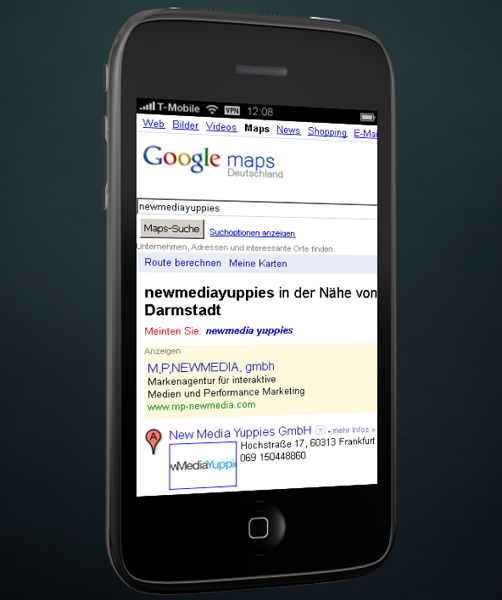 T-Mobile VPN 12:08
Web Bilder Videos Maps News Shopping E-Mai
Google maps
Deutschland
newmediayuppies
Maps-Suche Suchoptionen anzeigen
Unternehmen, Adressen und interessante Orte finden.
Route berechnen Meine Karten
newmediayuppies in der Nähe von
Darmstadt
Meinten Sie: newmedia yuppies
Anzeigen
M,P,NEWMEDIA, gmbh
Markenagentur für interaktive
Medien und Performance Marketing
www.mp-newmedia.com
A New Media Yuppies GmbH - mehr Infos »
Hochstraße 17, 60313 Frankfurt
069 150448860
wMediaYuppi